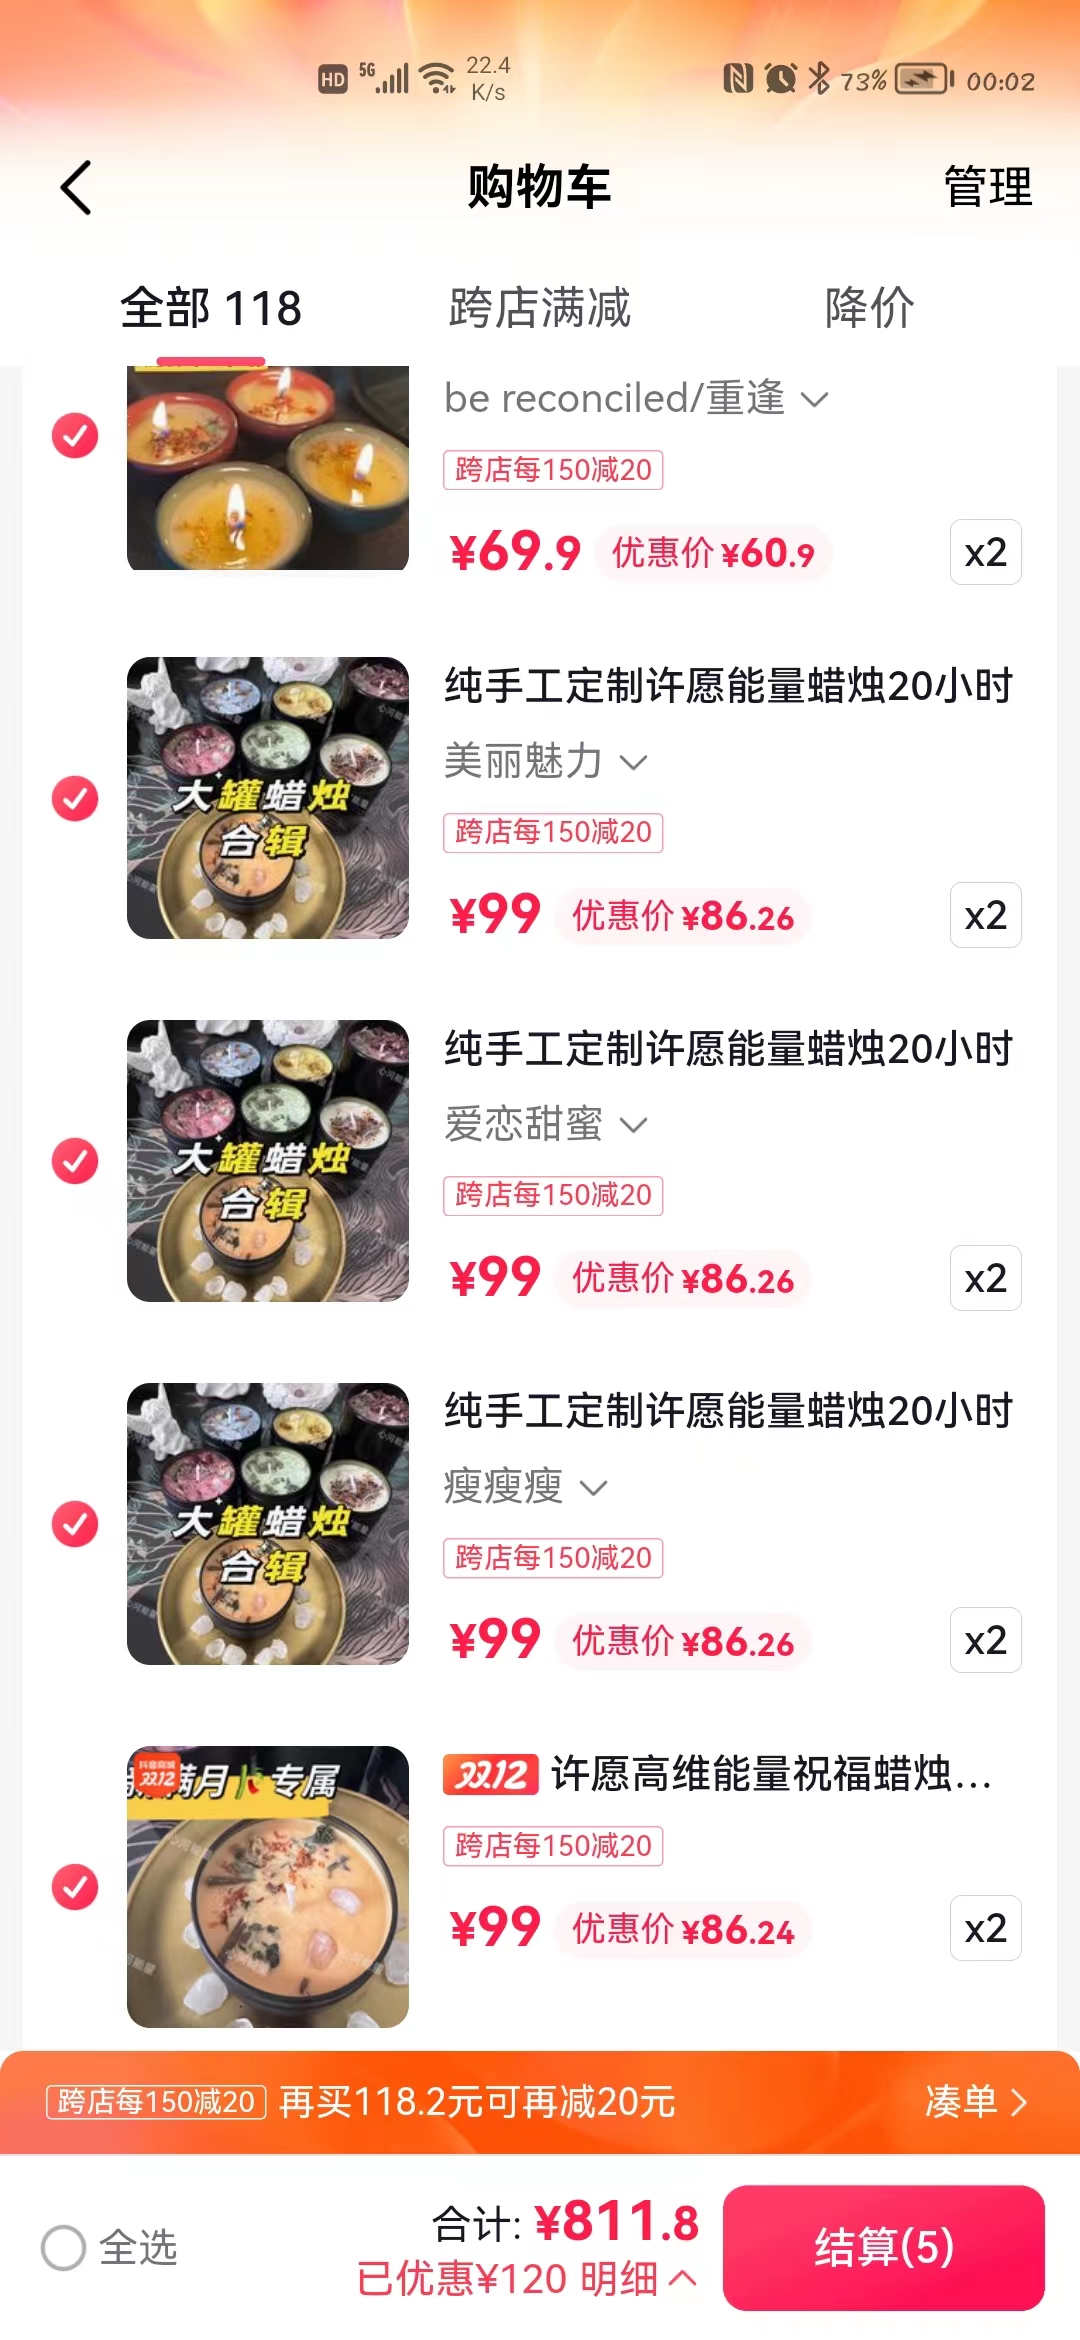 HD 5G 22.4 K/s 73% 00:02
购物车 管理
全部 118 跨店满减 降价
be reconciled/重逢
跨店每150减20
¥69.9 优惠价 ¥60.9 x2
纯手工定制许愿能量蜡烛20小时
美丽魅力
大罐蜡烛
合辑
跨店每150减20
¥99 优惠价 ¥86.26 x2
纯手工定制许愿能量蜡烛20小时
爱恋甜蜜
大罐蜡烛
合辑
跨店每150减20
¥99 优惠价 ¥86.26 x2
纯手工定制许愿能量蜡烛20小时
瘦瘦瘦
大罐蜡烛
合辑
跨店每150减20
¥99 优惠价 ¥86.26 x2
抖音商城
双12
满月 专属
双12 许愿高维能量祝福蜡烛...
跨店每150减20
心河能量
¥99 优惠价 ¥86.24 x2
跨店每150减20 再买118.2元可再减20元 凑单
全选 合计: ¥811.8 结算(5)
已优惠¥120 明细